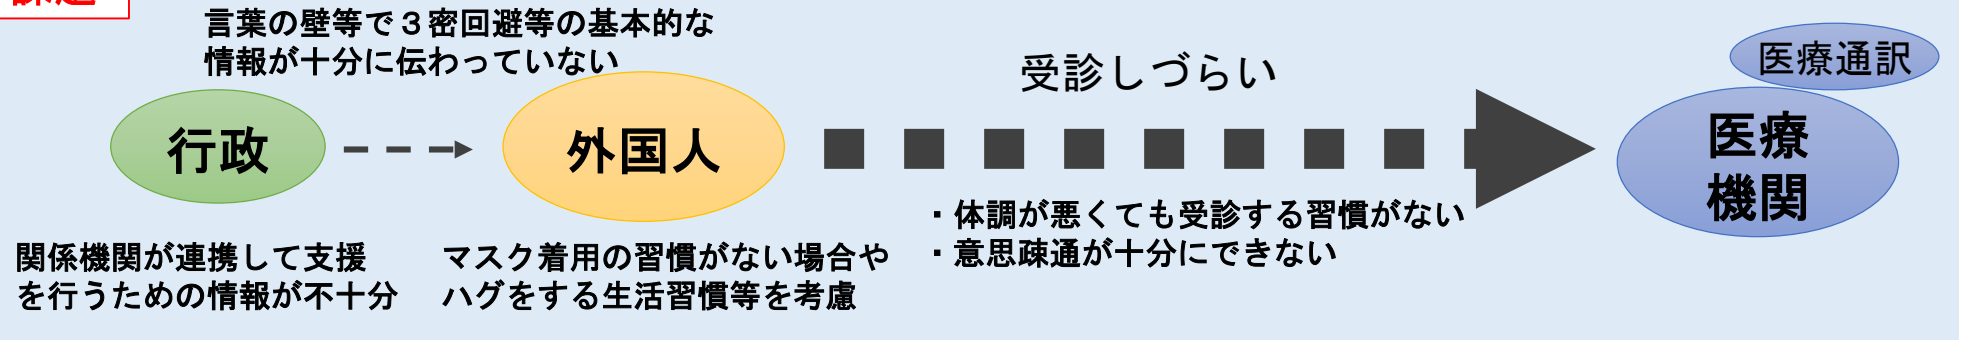 課題
言葉の壁等で３密回避等の基本的な
情報が十分に伝わっていない
受診しづらい
医療通訳
行政
外国人
医療
機関
・体調が悪くても受診する習慣がない
・意思疎通が十分にできない
関係機関が連携して支援
を行うための情報が不十分
マスク着用の習慣がない場合や
ハグをする生活習慣等を考慮